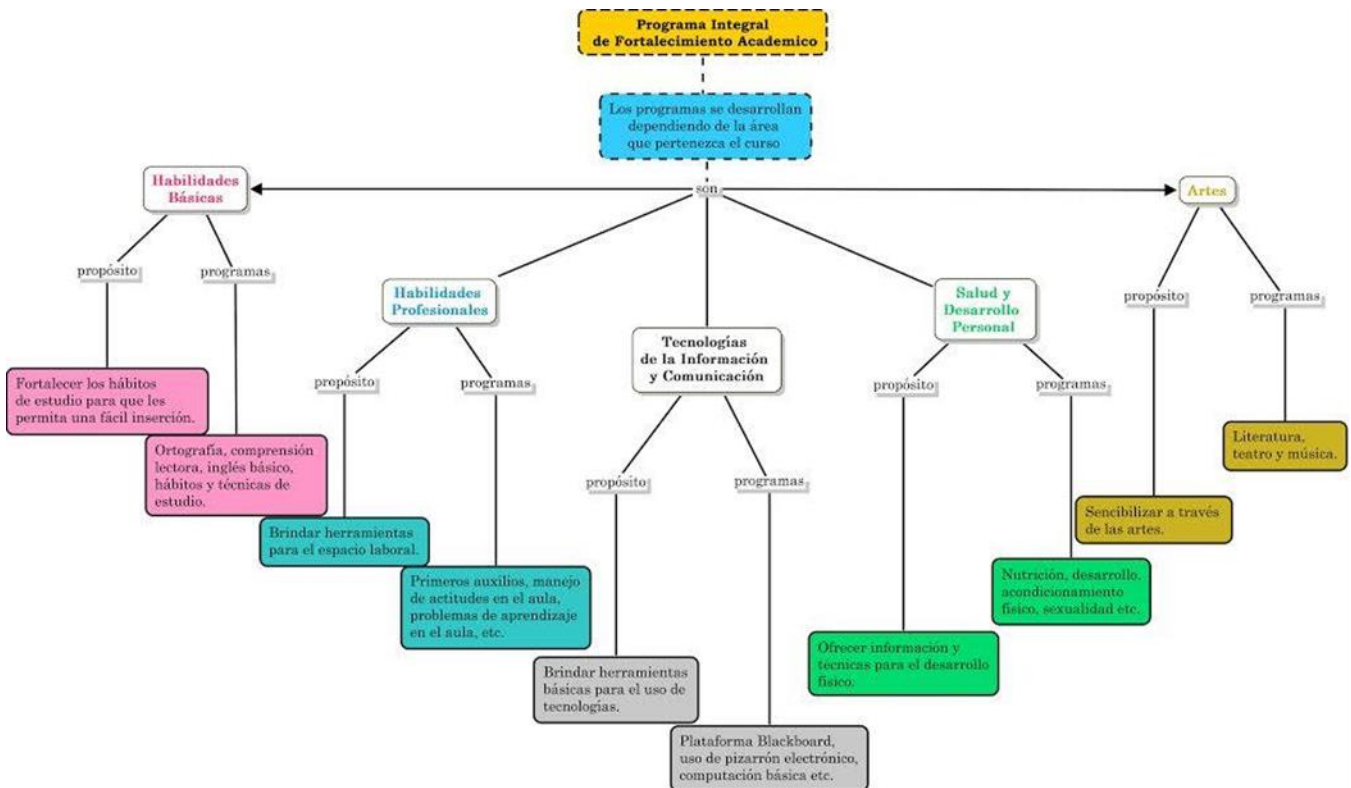 Programa Integral
de Fortalecimiento Academico
Los programas se desarrollan
dependiendo de la área
que pertenezca el curso
son
Habilidades
Básicas
propósito
programas
Fortalecer los hábitos
de estudio para que les
permita una fácil inserción.
Ortografía, comprensión
lectora, inglés básico,
hábitos y técnicas de
estudio.
Habilidades
Profesionales
propósito
programas
Brindar herramientas
para el espacio laboral.
Primeros auxilios, manejo
de actitudes en el aula,
problemas de aprendizaje
en el aula, etc.
Tecnologías
de la Información
y Comunicación
propósito
programas
Brindar herramientas
básicas para el uso de
tecnologías.
Plataforma Blackboard,
uso de pizarrón electrónico,
computación básica etc.
Salud y
Desarrollo
Personal
propósito
programas
Ofrecer información y
técnicas para el desarrollo
físico.
Nutrición, desarrollo.
acondicionamiento
físico, sexualidad etc.
Artes
propósito
programas
Sencibilizar a través
de las artes.
Literatura,
teatro y música.